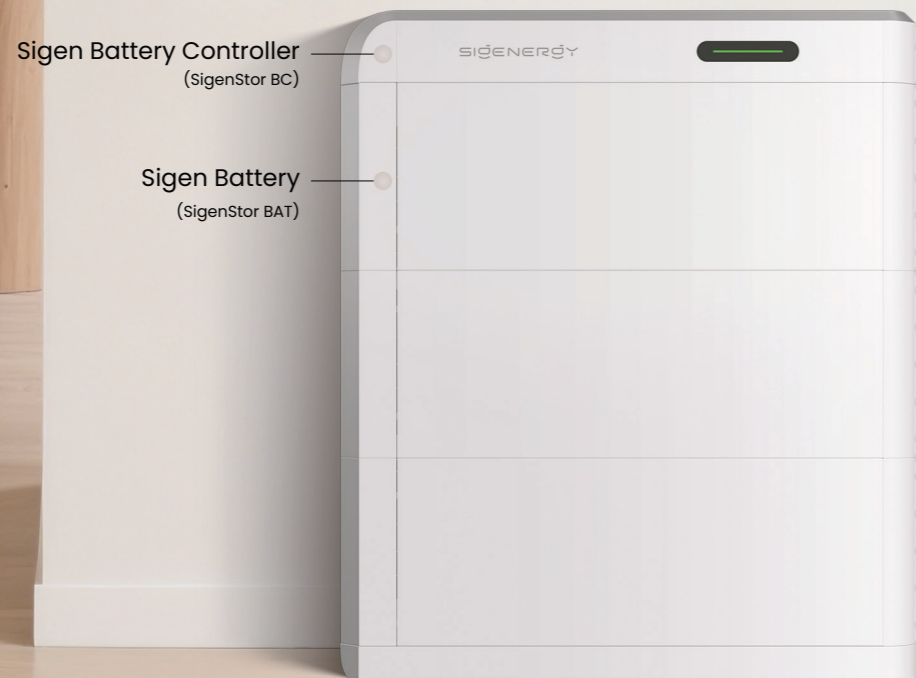 Sigen Battery Controller
(SigenStor BC)
SIGENERGY
Sigen Battery
(SigenStor BAT)